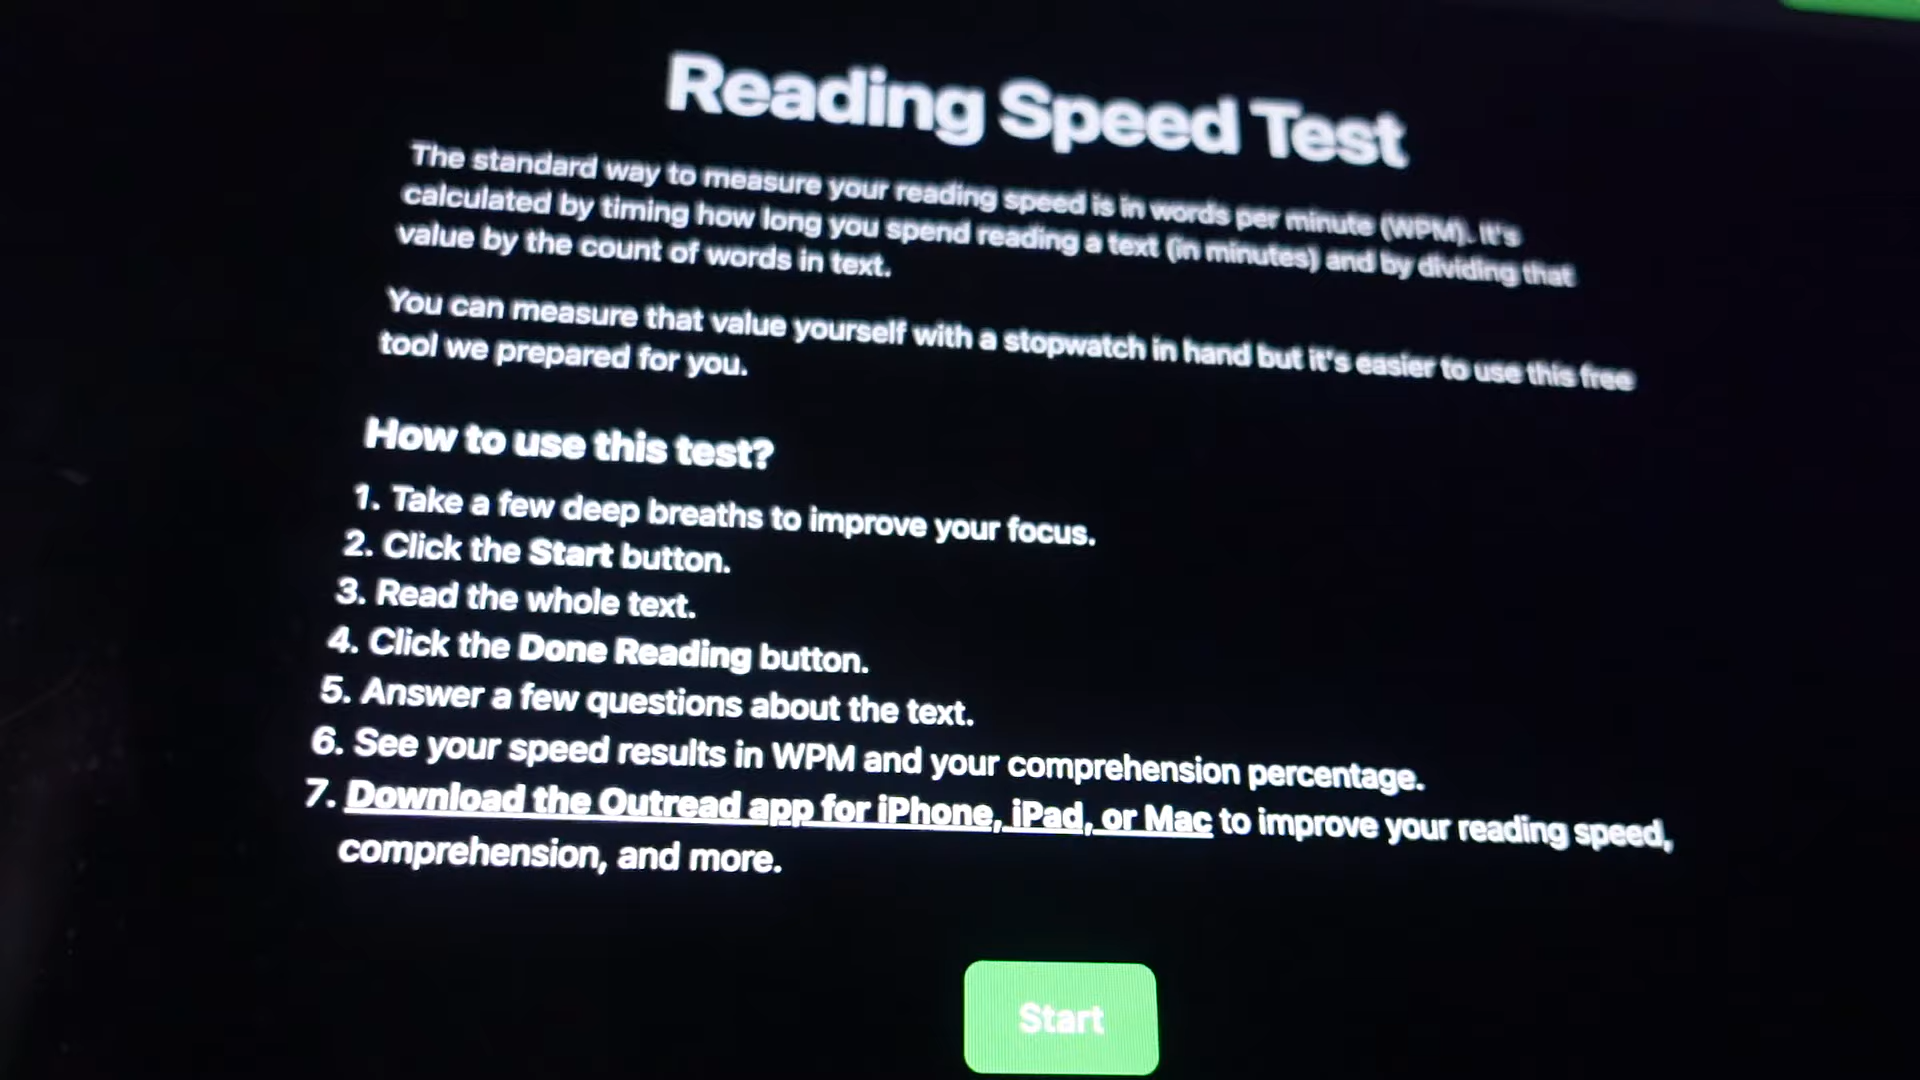 Reading Speed Test
The standard way to measure your reading speed is in words per minute (WPM). It's
calculated by timing how long you spend reading a text (in minutes) and by dividing that
value by the count of words in text.
You can measure that value yourself with a stopwatch in hand but it's easier to use this free
tool we prepared for you.
How to use this test?
1. Take a few deep breaths to improve your focus.
2. Click the Start button.
3. Read the whole text.
4. Click the Done Reading button.
5. Answer a few questions about the text.
6. See your speed results in WPM and your comprehension percentage.
7. Download the Outread app for iPhone, iPad, or Mac to improve your reading speed,
comprehension, and more.
Start